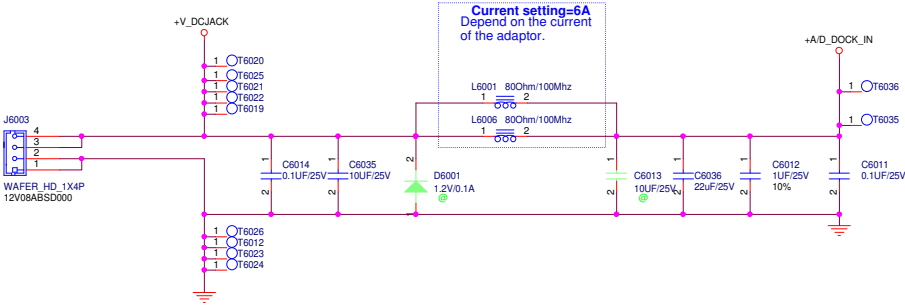 Current setting=6A
Depend on the current
of the adaptor.
+V_DCJACK
+A/D_DOCK_IN
1 T6020
1 T6025
1 T6021
1 T6022
1 T6019
1 T6036
1 T6035
L6001 80Ohm/100Mhz
1 2
L6006 80Ohm/100Mhz
1 2
J6003
4
3
2
1
WAFER_HD_1X4P
12V08ABSD000
1
C6014
0.1UF/25V
2
1
C6035
10UF/25V
2
2
D6001
1.2V/0.1A
@
1
1
C6013
10UF/25V
@
2
1
C6036
22uF/25V
2
1
C6012
1UF/25V
10%
2
1
C6011
0.1UF/25V
2
1 T6026
1 T6012
1 T6023
1 T6024